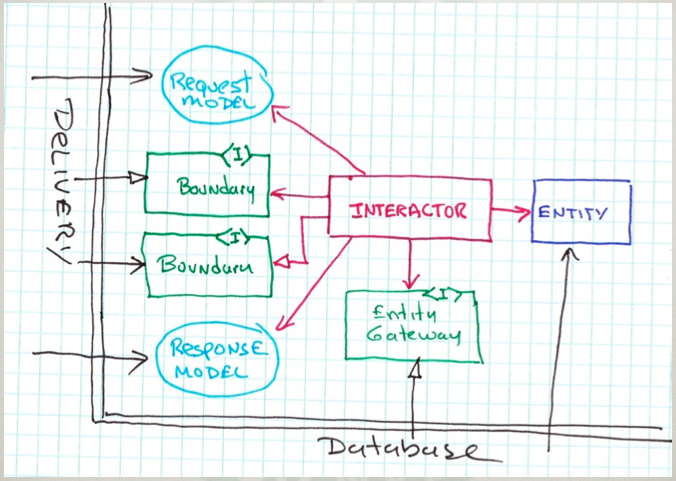 Request
MODEL
DELIVERY
<I>
Boundary
<I>
Boundary
INTERACTOR
ENTITY
<I>
Entity
Gateway
RESPONSE
MODEL
Database